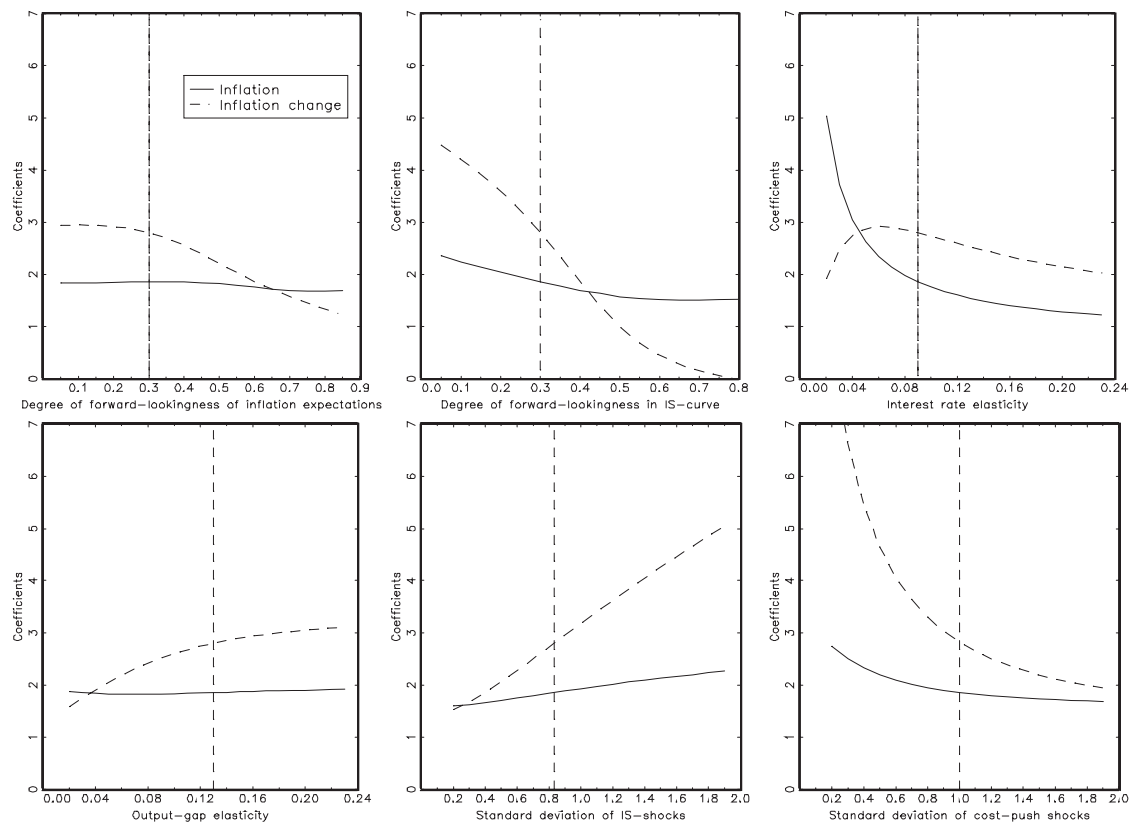 7
6
5
4
3
2
1
0
Coefficients
Inflation
Inflation change
0.1 0.2 0.3 0.4 0.5 0.6 0.7 0.8 0.9
Degree of forward-lookingness of inflation expectations
7
6
5
4
3
2
1
0
Coefficients
0.0 0.1 0.2 0.3 0.4 0.5 0.6 0.7 0.8
Degree of forward-lookingness in IS-curve
7
6
5
4
3
2
1
0
Coefficients
0.00 0.04 0.08 0.12 0.16 0.20 0.24
Interest rate elasticity
7
6
5
4
3
2
1
0
Coefficients
0.00 0.04 0.08 0.12 0.16 0.20 0.24
Output-gap elasticity
7
6
5
4
3
2
1
0
Coefficients
0.2 0.4 0.6 0.8 1.0 1.2 1.4 1.6 1.8 2.0
Standard deviation of IS-shocks
7
6
5
4
3
2
1
0
Coefficients
0.2 0.4 0.6 0.8 1.0 1.2 1.4 1.6 1.8 2.0
Standard deviation of cost-push shocks